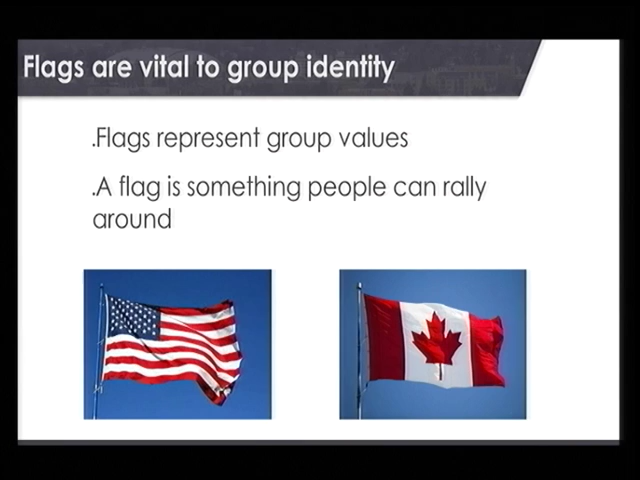 Flags are vital to group identity
.Flags represent group values
.A flag is something people can rally
around